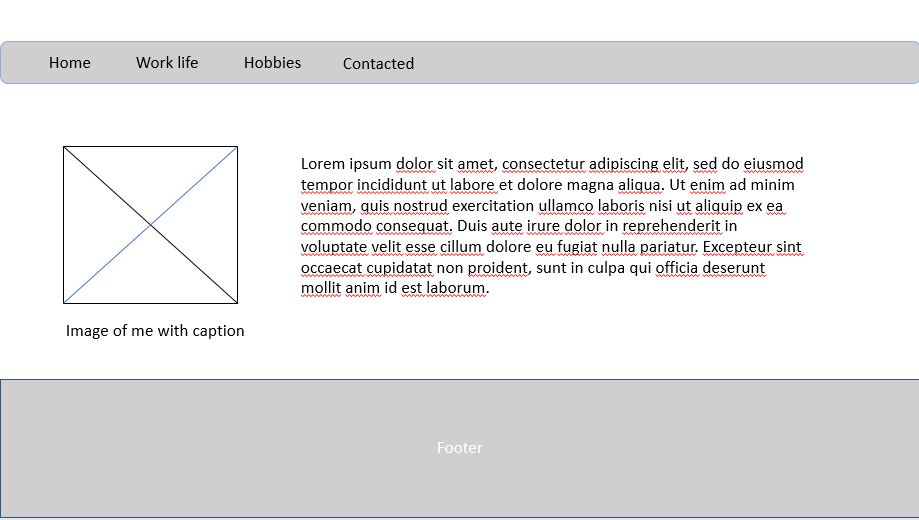 Home Work life Hobbies Contacted
Lorem ipsum dolor sit amet, consectetur adipiscing elit, sed do eiusmod
tempor incididunt ut labore et dolore magna aliqua. Ut enim ad minim
veniam, quis nostrud exercitation ullamco laboris nisi ut aliquip ex ea
commodo consequat. Duis aute irure dolor in reprehenderit in
voluptate velit esse cillum dolore eu fugiat nulla pariatur. Excepteur sint
occaecat cupidatat non proident, sunt in culpa qui officia deserunt
mollit anim id est laborum.
Image of me with caption
Footer